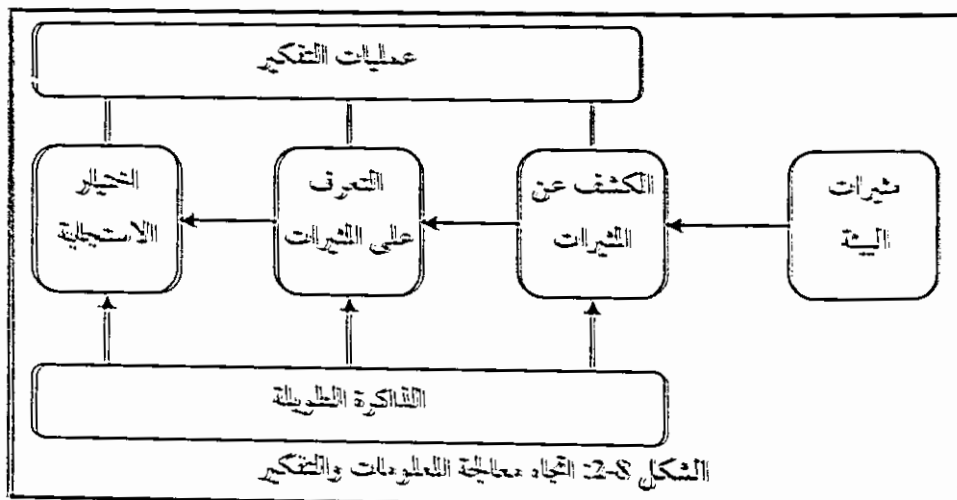 عمليات التفكير
مثيرات
البيئة
الكشف عن
المثيرات
التعرف
على المثيرات
اختيار
الاستجابة
الذاكرة الطويلة
الشكل 8-2: اتجاه معالجة المعلومات والتفكير